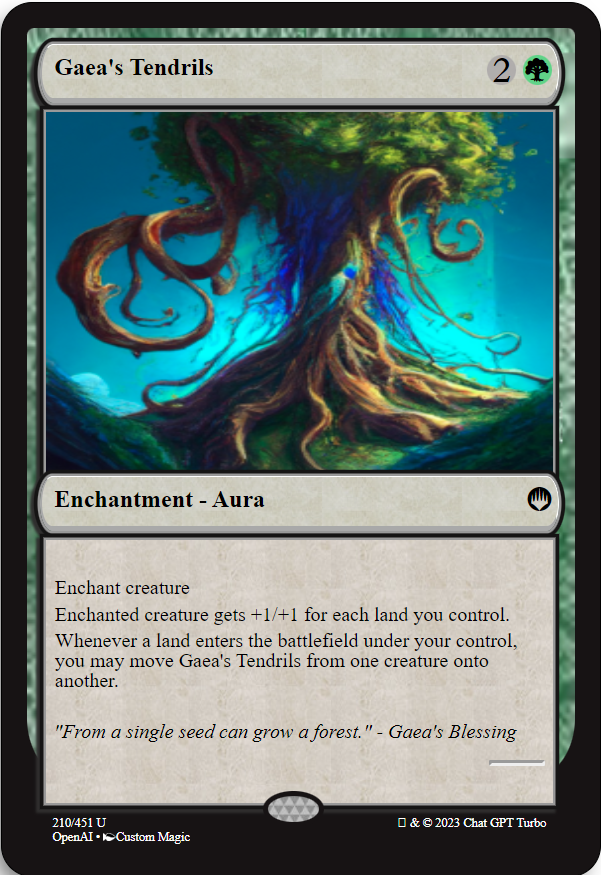 Gaea's Tendrils 2
Enchantment - Aura
Enchant creature
Enchanted creature gets +1/+1 for each land you control.
Whenever a land enters the battlefield under your control,
you may move Gaea's Tendrils from one creature onto
another.
"From a single seed can grow a forest." - Gaea's Blessing
210/451 U
OpenAI • Custom Magic
& © 2023 Chat GPT Turbo